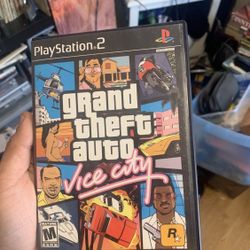 PlayStation 2
grand
theft
auto
Vice City
M
R